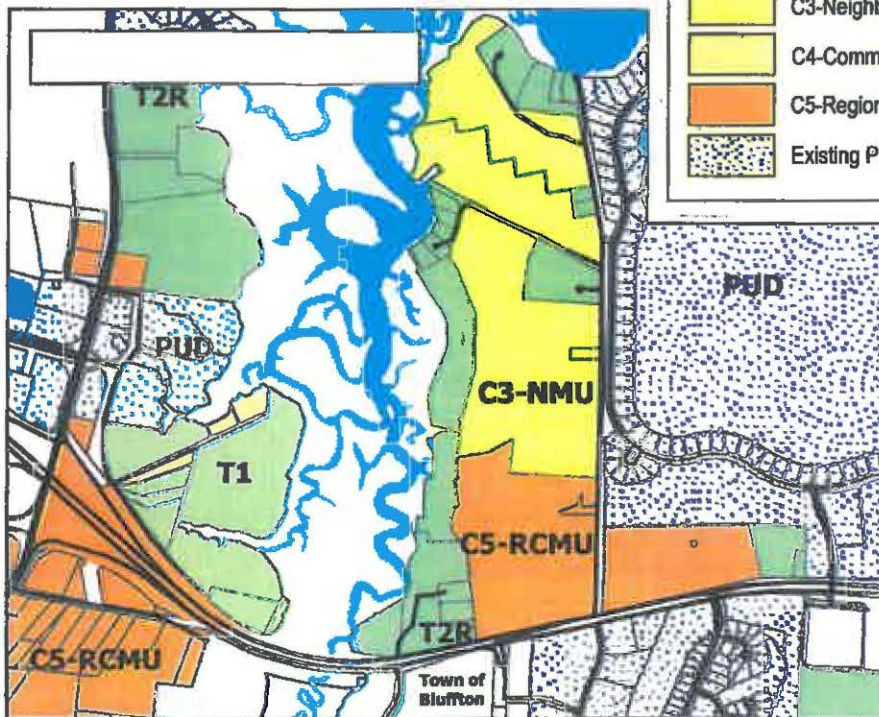 C3-Neighb
C4-Comm
C5-Region
Existing P
T2R
PUD
PUD
C3-NMU
T1
C5-RCMU
T2R
C5-RCMU
Town of
Bluffton